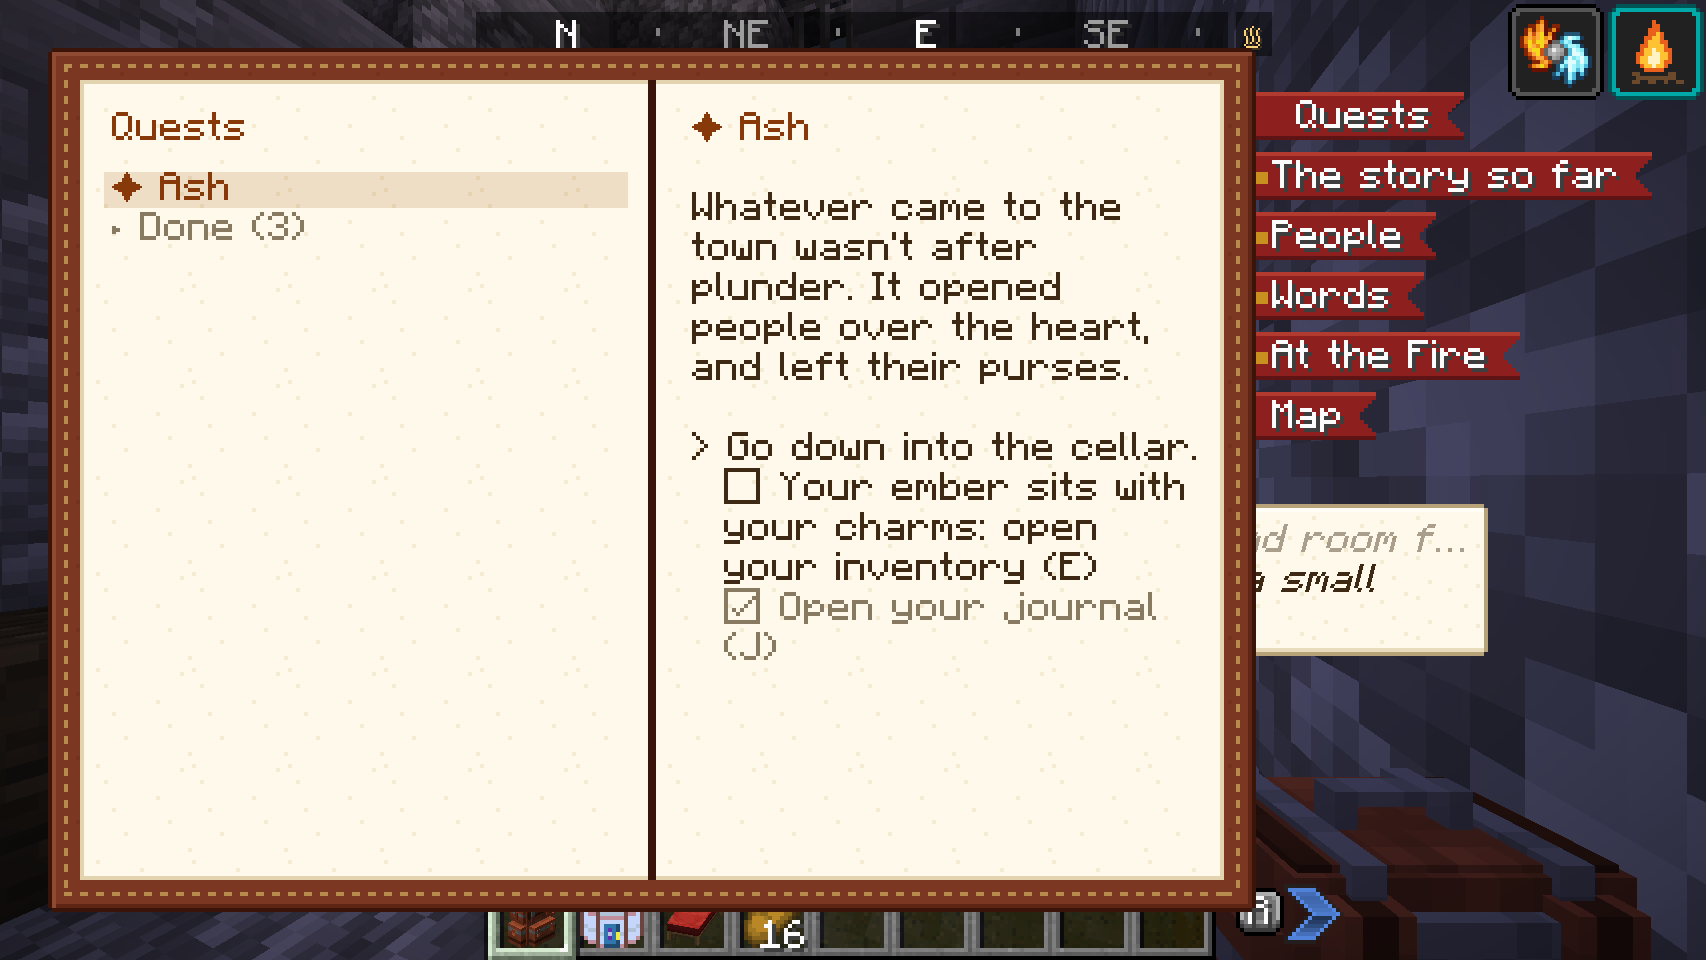 N · NE · E · SE ·
Quests
Ash
Done (3)
Ash
Whatever came to the
town wasn't after
plunder. It opened
people over the heart,
and left their purses.
> Go down into the cellar.
Your ember sits with
your charms: open
your inventory (E)
Open your journal
(J)
Quests
The story so far
People
Words
At the Fire
Map
room f...
small
16
R